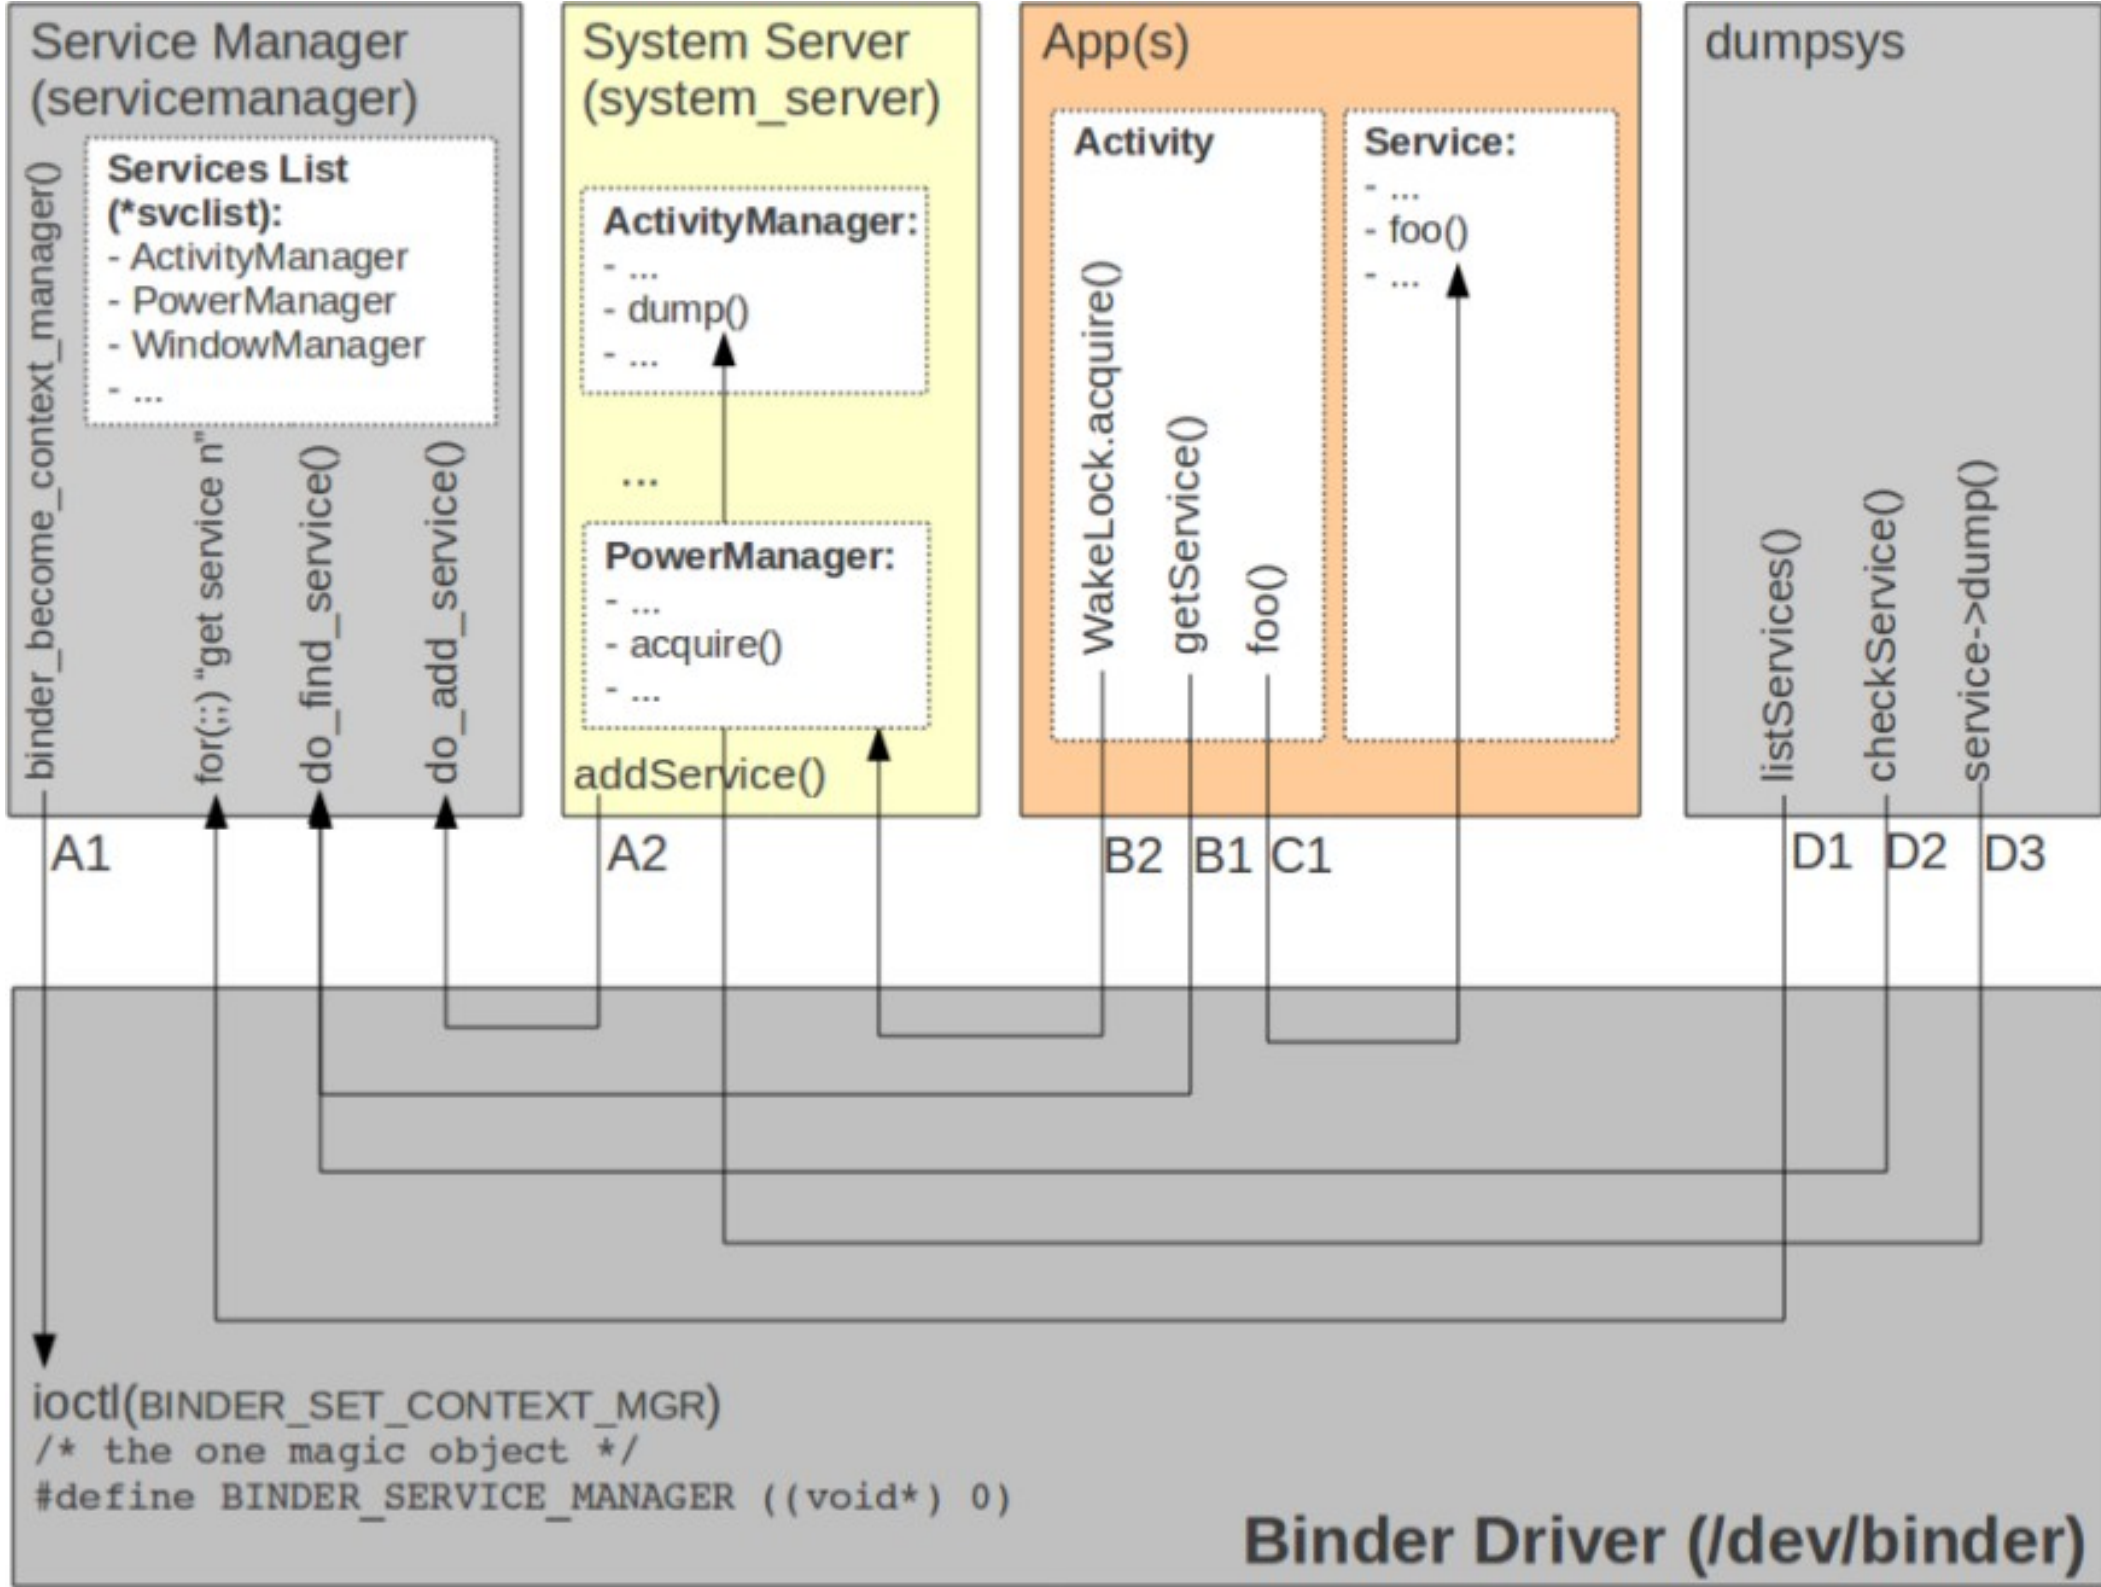 Service Manager
(servicemanager)
binder_become_context_manager()
Services List
(*svclist):
- ActivityManager
- PowerManager
- WindowManager
- ...
for(;;) “get service n”
do_find_service()
do_add_service()
System Server
(system_server)
ActivityManager:
- ...
- dump()
- ...
...
PowerManager:
- ...
- acquire()
- ...
addService()
App(s)
Activity
WakeLock.acquire()
getService()
foo()
Service:
- ...
- foo()
- ...
dumpsys
listServices()
checkService()
service->dump()
A1
A2
B2
B1
C1
D1
D2
D3
ioctl(BINDER_SET_CONTEXT_MGR)
/* the one magic object */
#define BINDER_SERVICE_MANAGER ((void*) 0)
Binder Driver (/dev/binder)